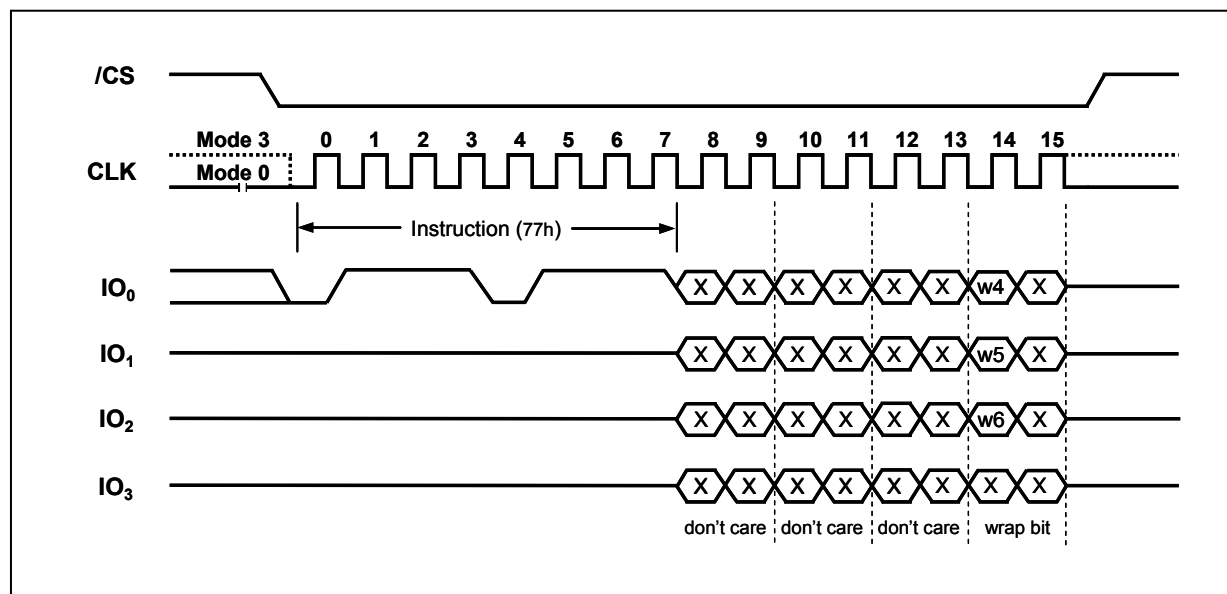 /CS
Mode 3 0 1 2 3 4 5 6 7 8 9 10 11 12 13 14 15
CLK
Mode 0
Instruction (77h)
IO0 X X X X X X w4 X
IO1 X X X X X X w5 X
IO2 X X X X X X w6 X
IO3 X X X X X X X X
don't care don't care don't care wrap bit